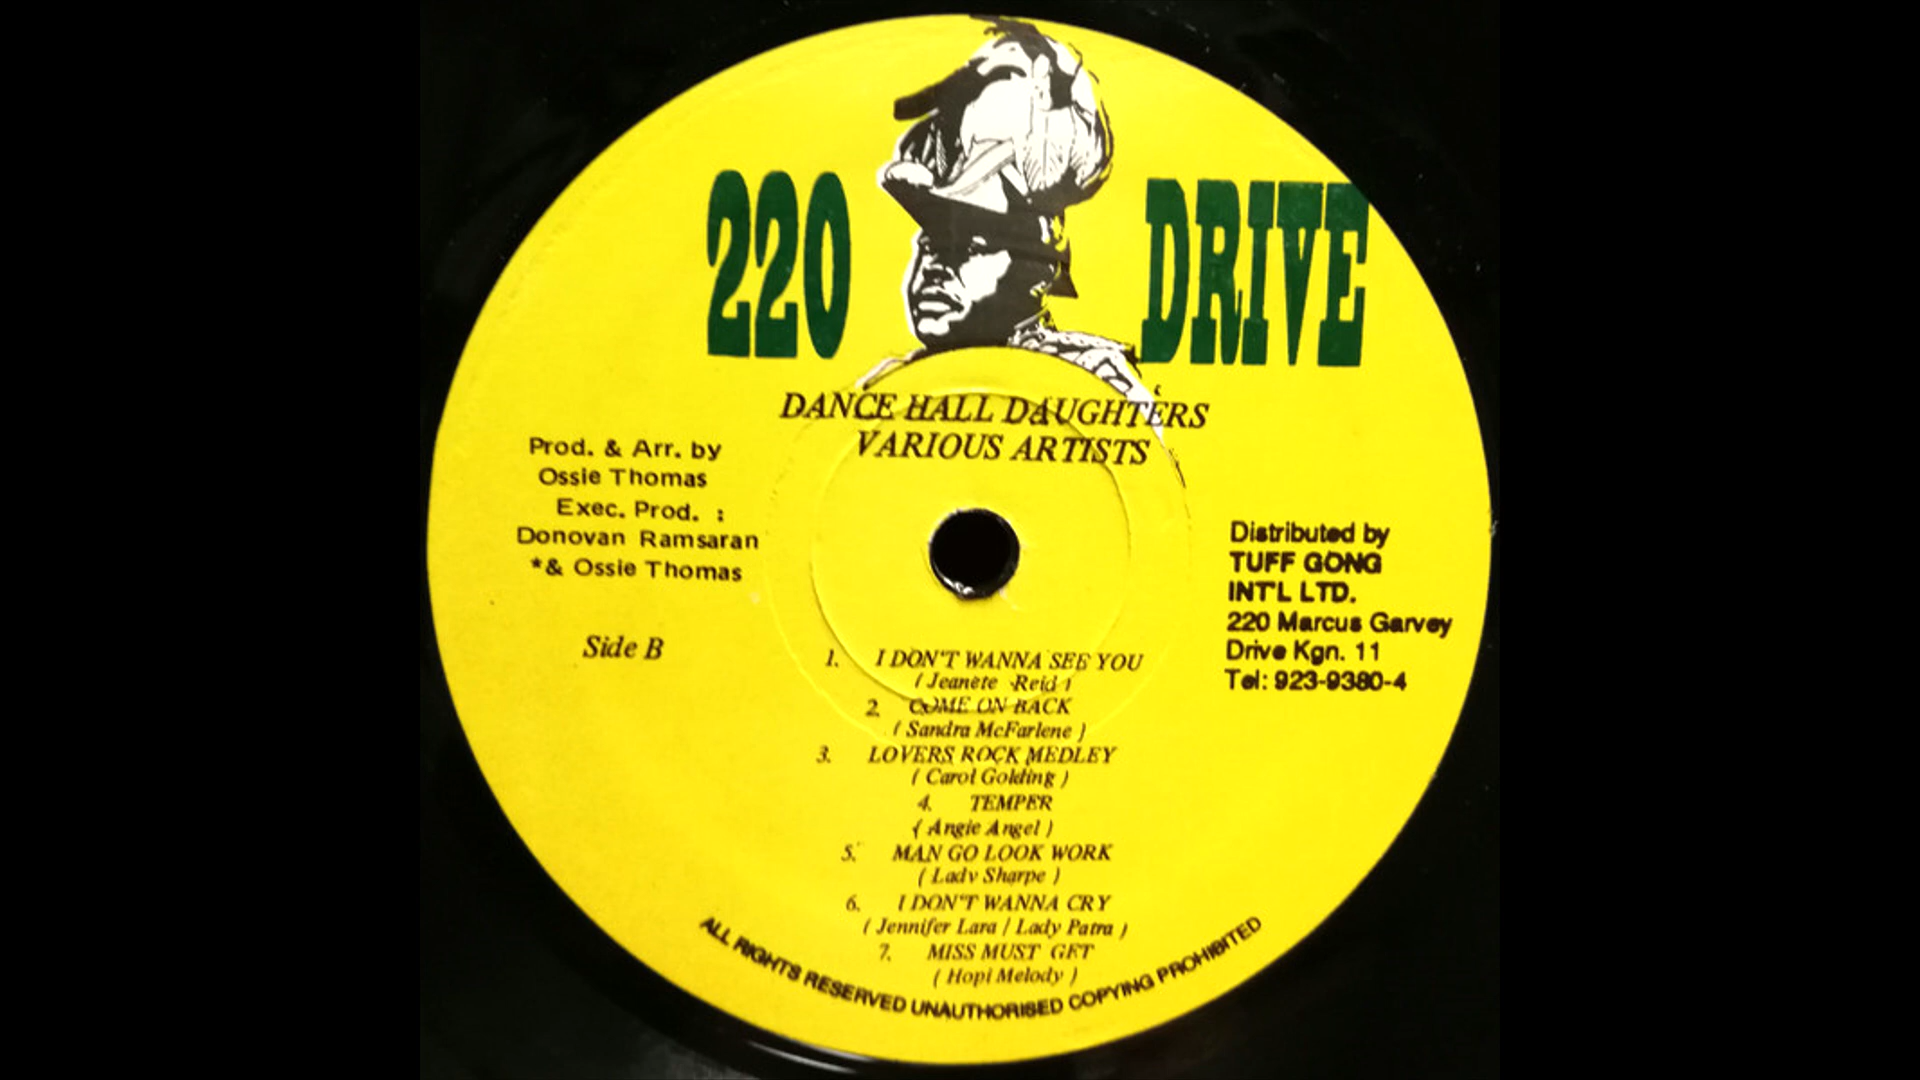 220 DRIVE
DANCE HALL DAUGHTERS
VARIOUS ARTISTS
Prod. & Arr. by
Ossie Thomas
Exec. Prod. :
Donovan Ramsaran
*& Ossie Thomas
Side B
Distributed by
TUFF GONG
INT'L LTD.
220 Marcus Garvey
Drive Kgn. 11
Tel: 923-9380-4
1. I DON'T WANNA SEE YOU
( Jeanete Reid )
2. COME ON BACK
( Sandra McFarlene )
3. LOVERS ROCK MEDLEY
( Carol Golding )
4. TEMPER
( Angie Angel )
5. MAN GO LOOK WORK
( Lady Sharpe )
6. I DON'T WANNA CRY
( Jennifer Lara / Lady Patra )
7. MISS MUST GET
( Hopi Melody )
ALL RIGHTS RESERVED UNAUTHORISED COPYING PROHIBITED